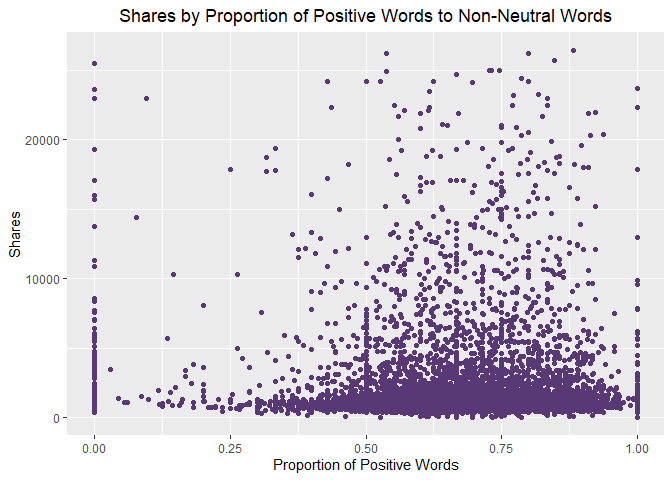 Shares by Proportion of Positive Words to Non-Neutral Words
Shares
20000
10000
0
0.00 0.25 0.50 0.75 1.00
Proportion of Positive Words